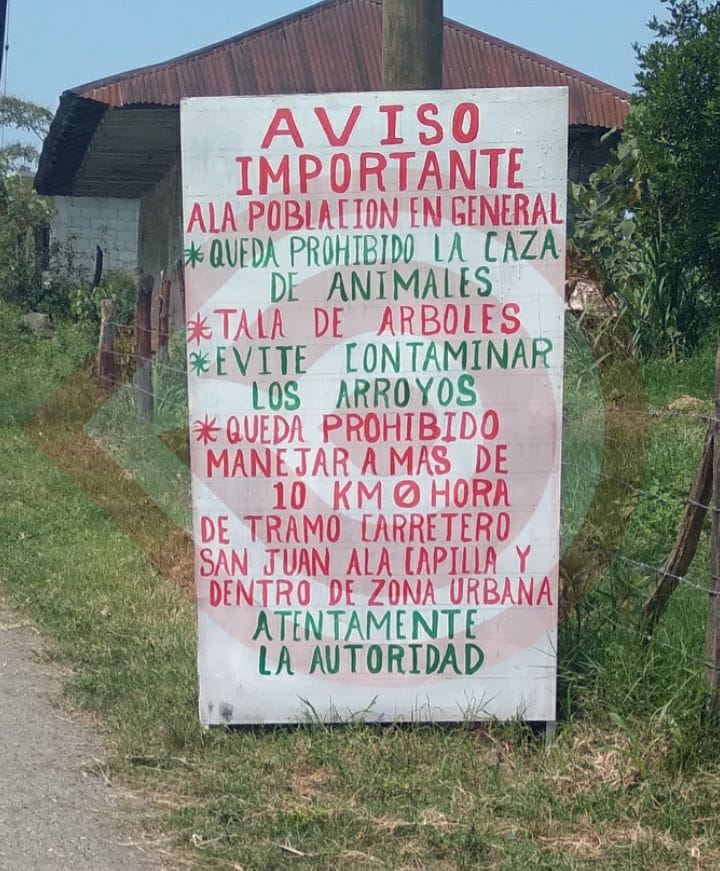 AVISO
IMPORTANTE
ALA POBLACION EN GENERAL
*QUEDA PROHIBIDO LA CAZA
DE ANIMALES
*TALA DE ARBOLES
*EVITE CONTAMINAR
LOS ARROYOS
*QUEDA PROHIBIDO
MANEJAR A MAS DE
10 KM Ø HORA
DE TRAMO CARRETERO
SAN JUAN ALA CAPILLA Y
DENTRO DE ZONA URBANA
ATENTAMENTE
LA AUTORIDAD